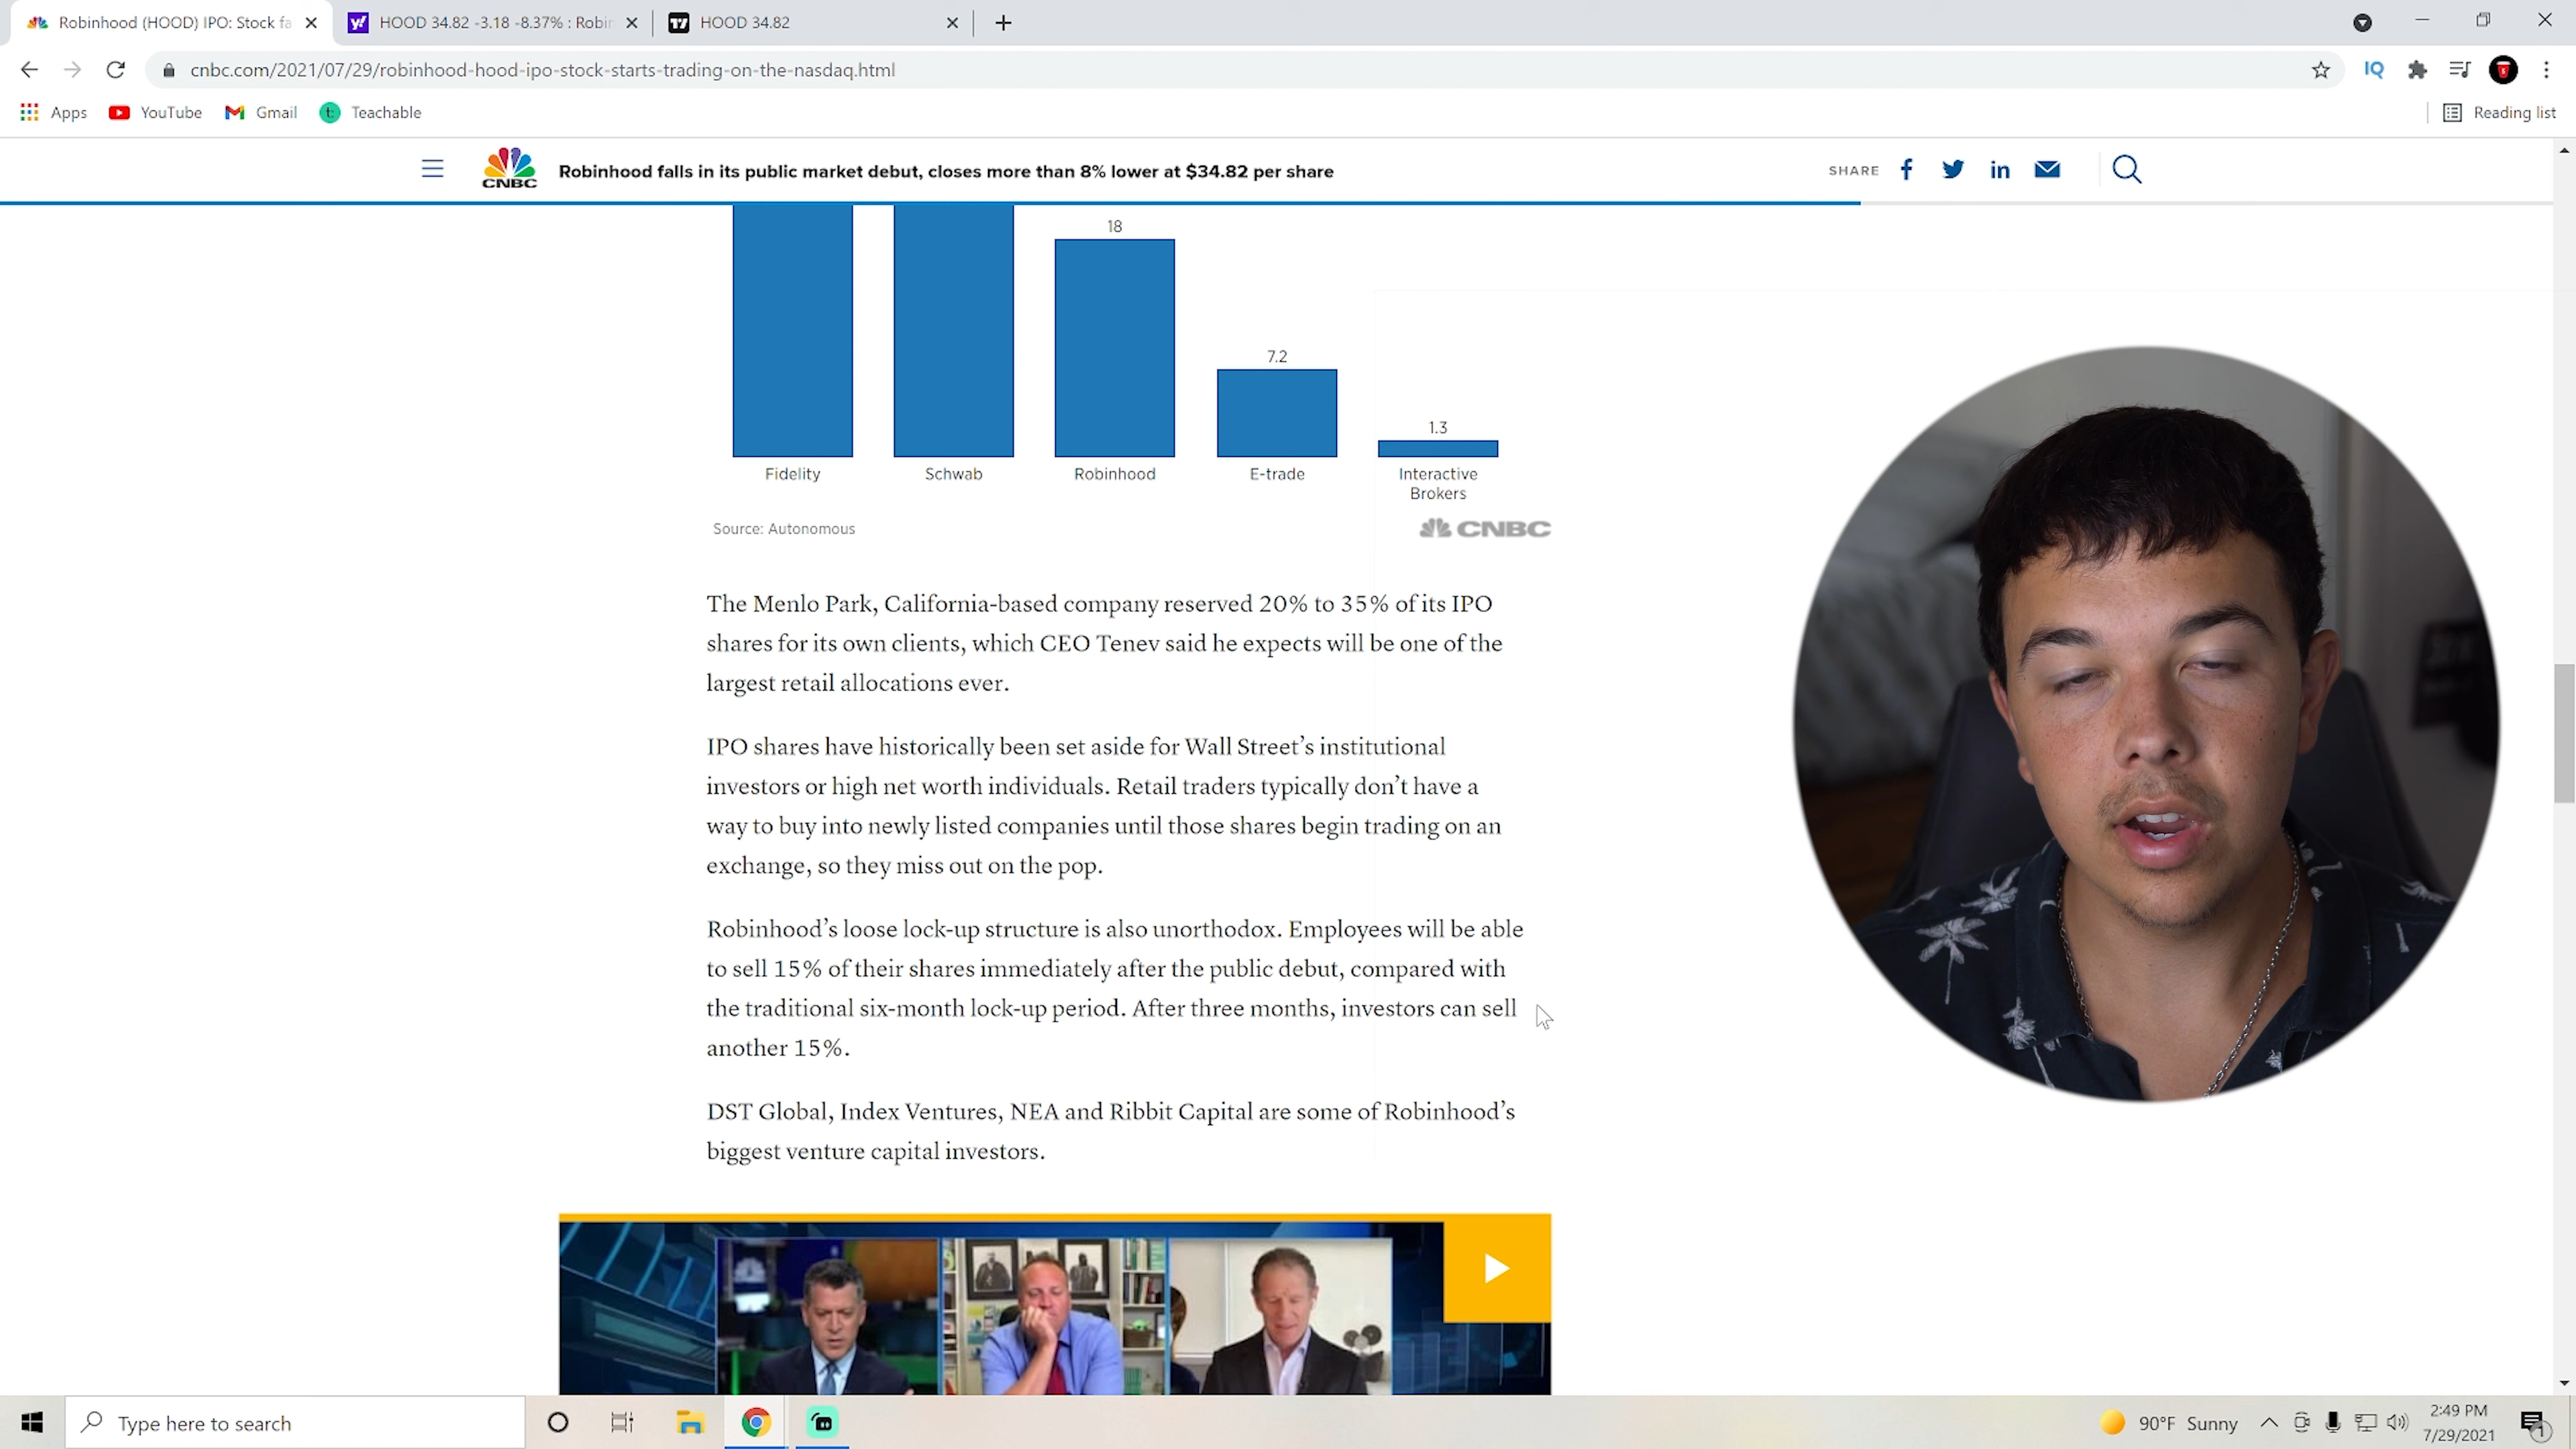 Robinhood (HOOD) IPO: Stock fa
HOOD 34.82 -3.18 -8.37% : Robin
HOOD 34.82
cnbc.com/2021/07/29/robinhood-hood-ipo-stock-starts-trading-on-the-nasdaq.html
IQ
Apps
YouTube
Gmail
Teachable
Reading list
CNBC
Robinhood falls in its public market debut, closes more than 8% lower at $34.82 per share
SHARE
18
7.2
1.3
Fidelity
Schwab
Robinhood
E-trade
Interactive
Brokers
Source: Autonomous
CNBC
The Menlo Park, California-based company reserved 20% to 35% of its IPO
shares for its own clients, which CEO Tenev said he expects will be one of the
largest retail allocations ever.
IPO shares have historically been set aside for Wall Street’s institutional
investors or high net worth individuals. Retail traders typically don’t have a
way to buy into newly listed companies until those shares begin trading on an
exchange, so they miss out on the pop.
Robinhood’s loose lock-up structure is also unorthodox. Employees will be able
to sell 15% of their shares immediately after the public debut, compared with
the traditional six-month lock-up period. After three months, investors can sell
another 15%.
DST Global, Index Ventures, NEA and Ribbit Capital are some of Robinhood’s
biggest venture capital investors.
Type here to search
90°F Sunny
2:49 PM
7/29/2021
1